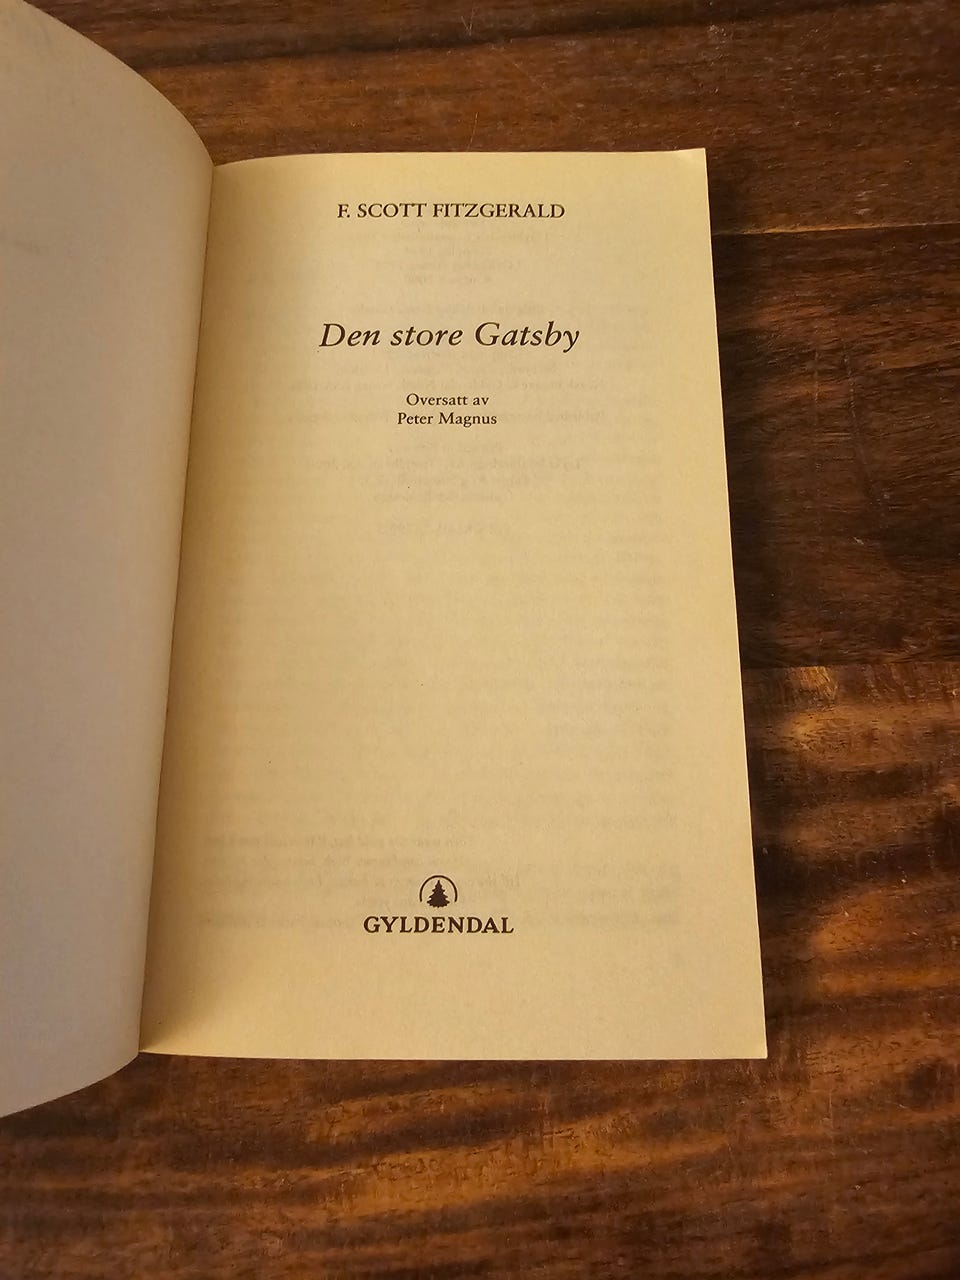 F. SCOTT FITZGERALD
Den store Gatsby
Oversatt av
Peter Magnus
GYLDENDAL